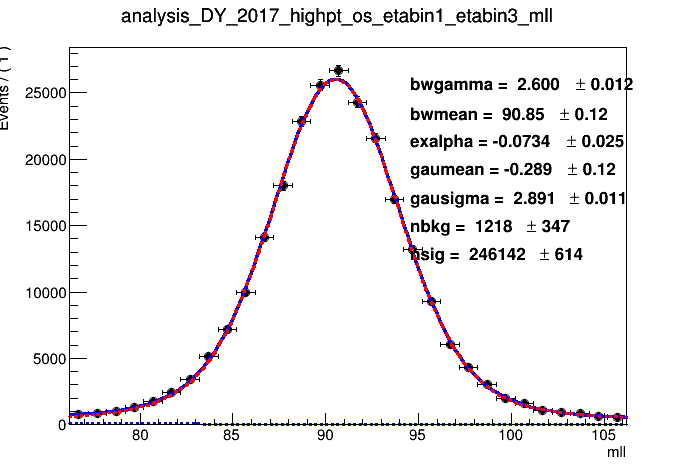 analysis_DY_2017_highpt_os_etabin1_etabin3_mll
Events / ( 1 )
bwgamma = 2.600 ± 0.012
bwmean = 90.85 ± 0.12
exalpha = -0.0734 ± 0.025
gaumean = -0.289 ± 0.12
gausigma = 2.891 ± 0.011
nbkg = 1218 ± 347
nsig = 246142 ± 614
25000
20000
15000
10000
5000
0
80 85 90 95 100 105
mll